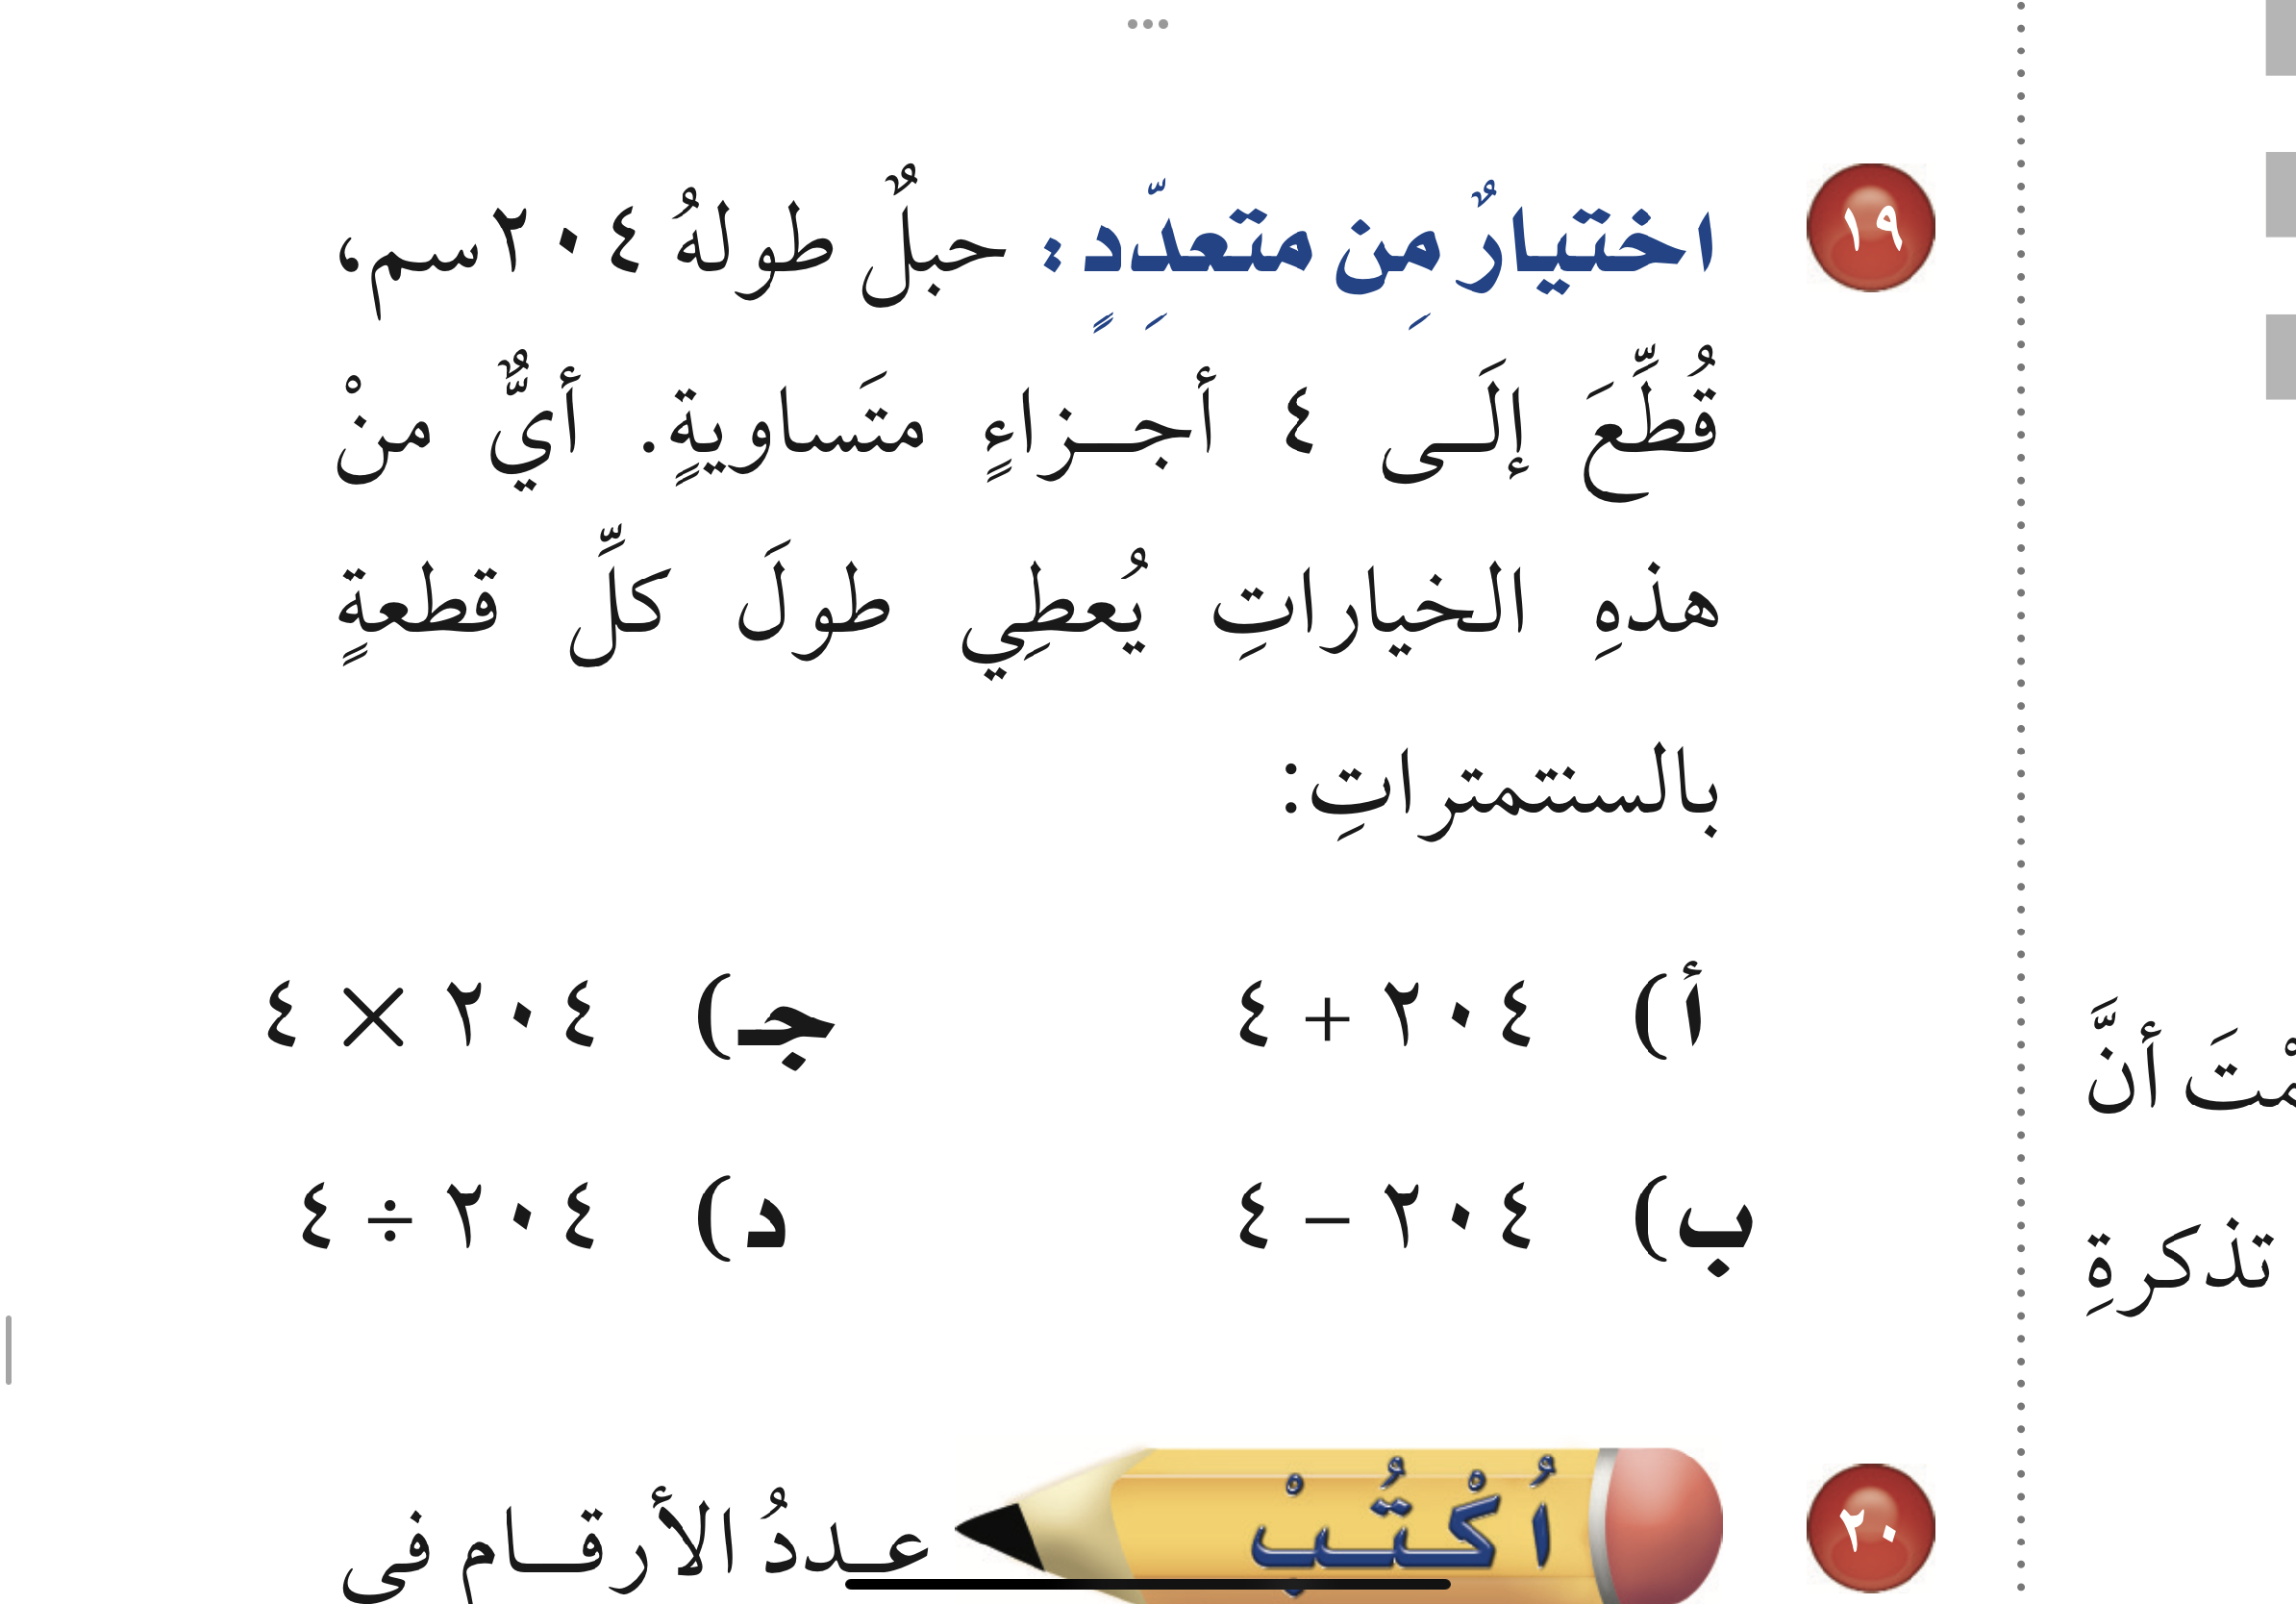 ١٩ اختيارٌ مِن متعدِّدٍ: حبلٌ طولهُ ٢٠٤سم،
قُطِّعَ إلَى ٤ أجزاءٍ متَساويةٍ. أيٌّ منْ
هذهِ الخياراتِ يُعطِي طولَ كلِّ قطعةٍ
بالسنتمتراتِ:
أ) ٢٠٤ + ٤ جـ) ٢٠٤ × ٤
ب) ٢٠٤ − ٤ د) ٢٠٤ ÷ ٤
٢٠ اُكْتُبْ عددُ الأرقام في
أنَّ
تذكرةِ